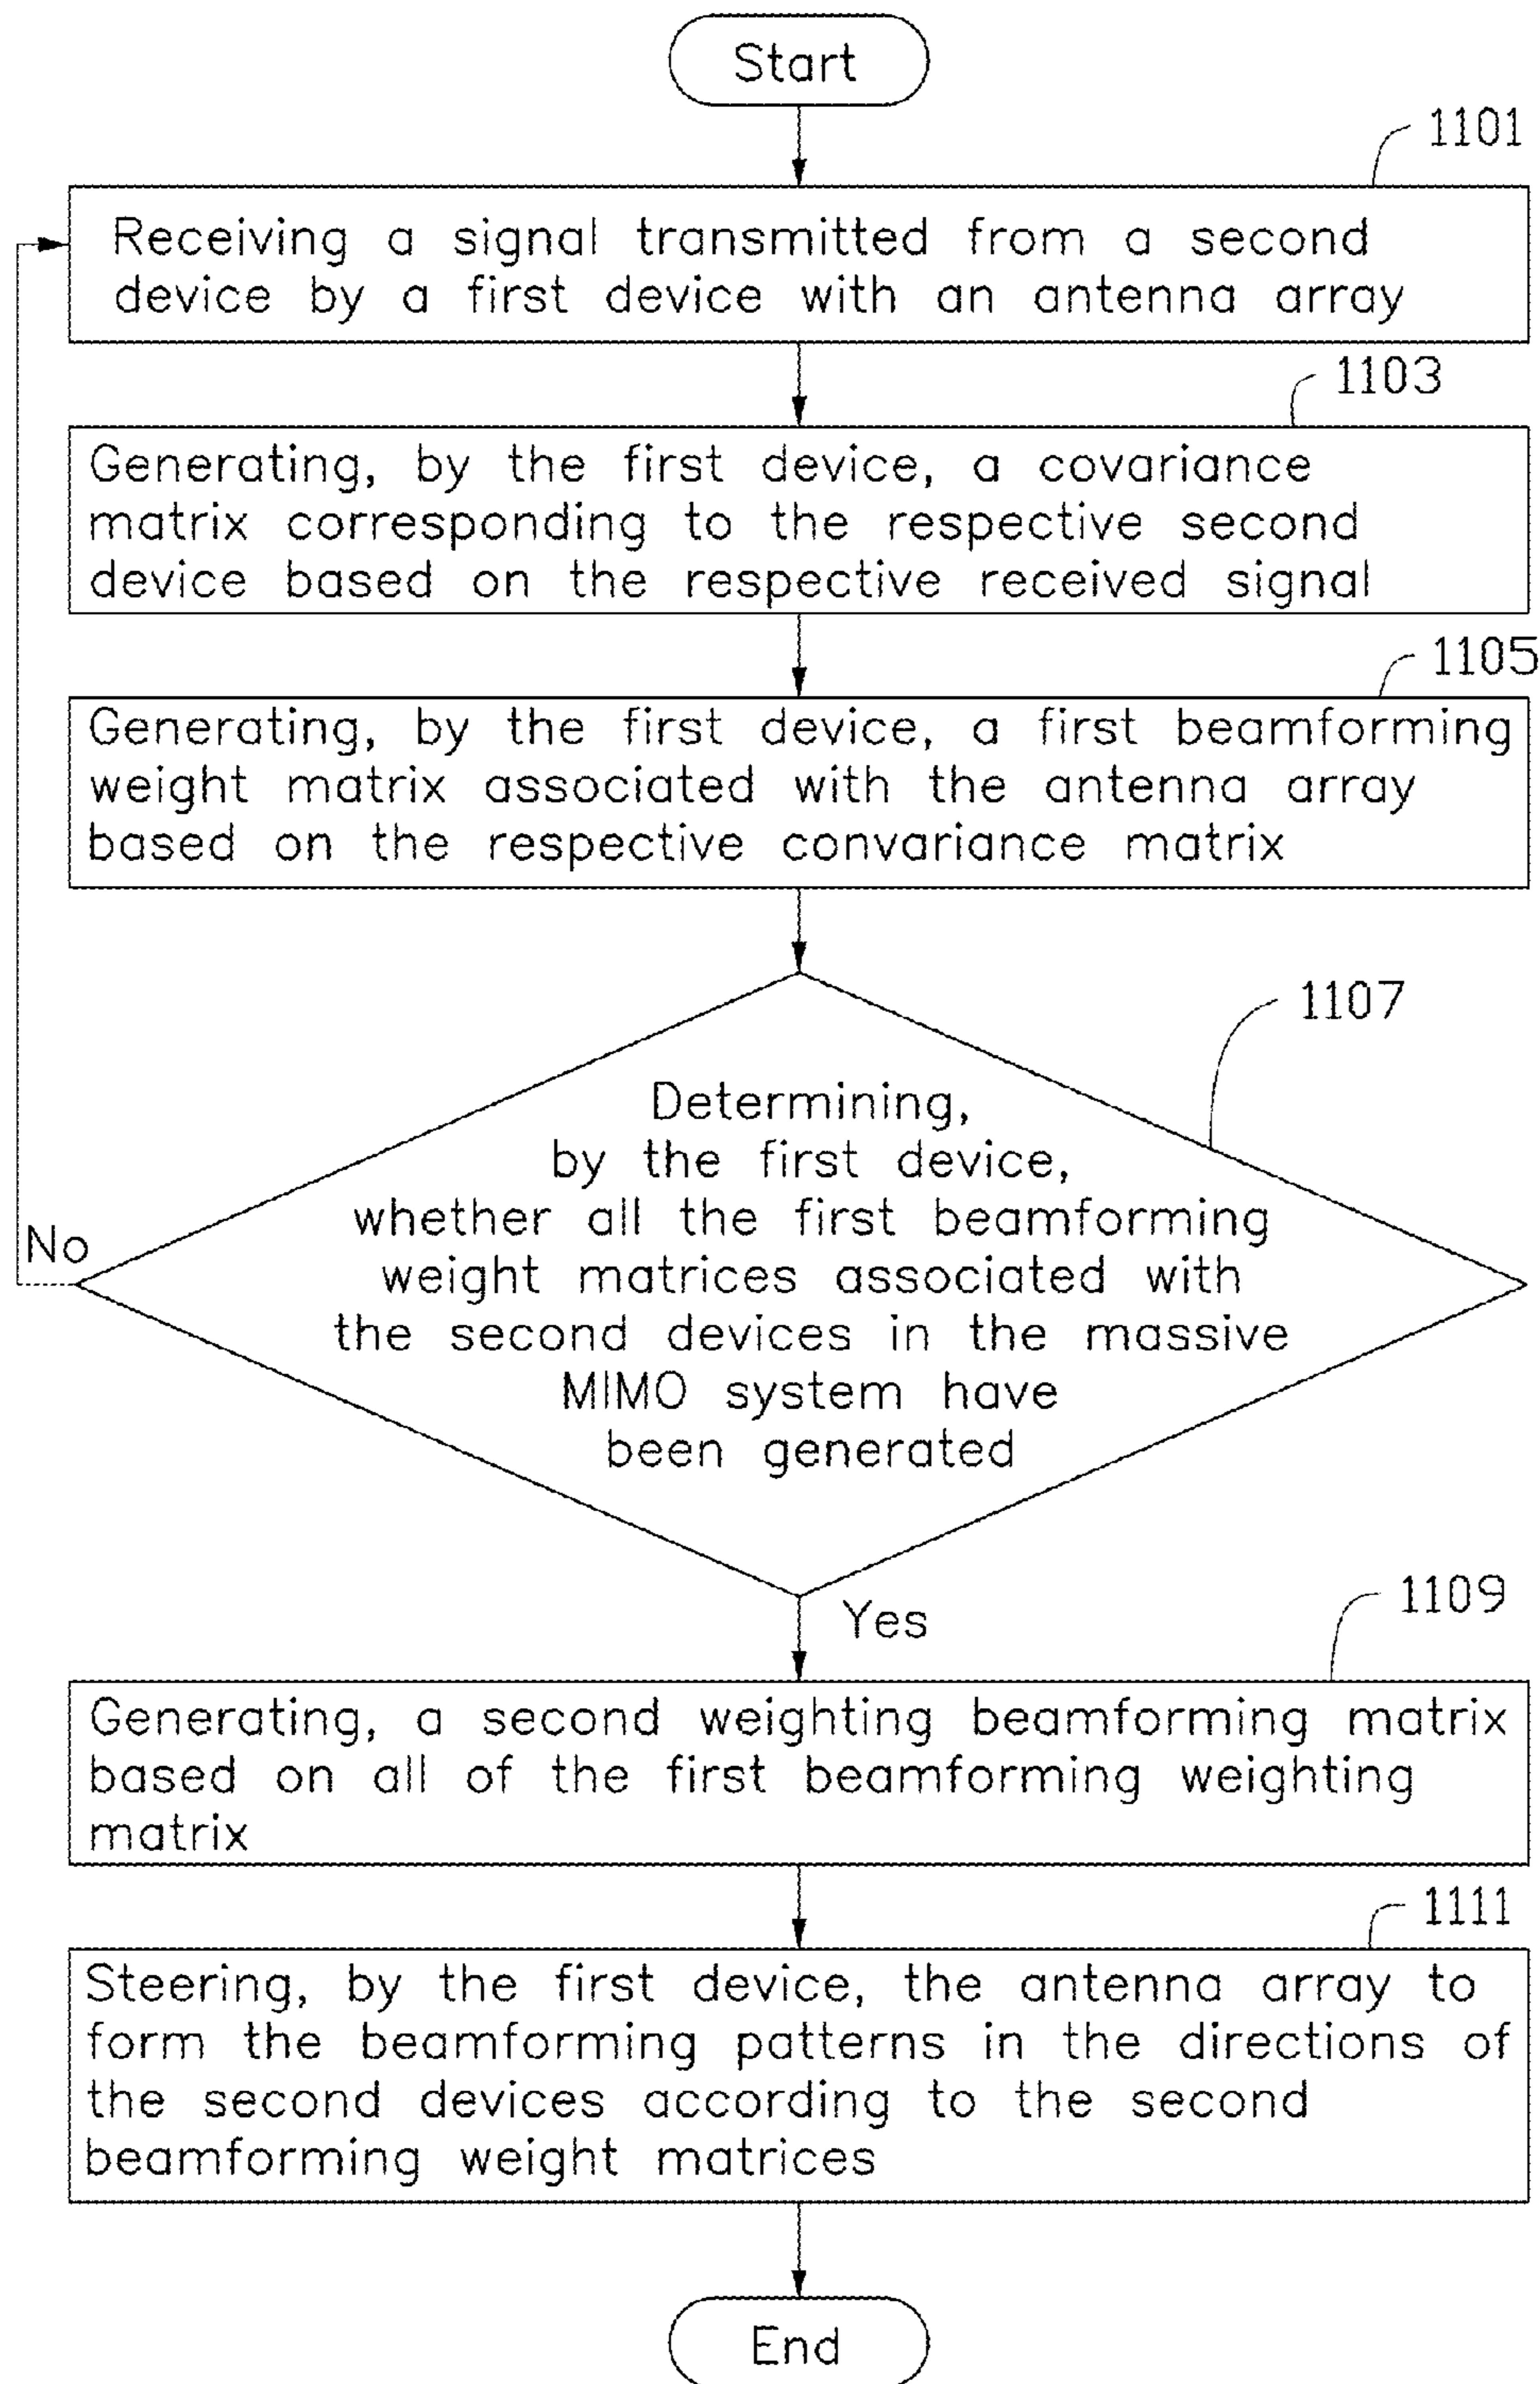 Start
1101
Receiving a signal transmitted from a second
device by a first device with an antenna array
1103
Generating, by the first device, a covariance
matrix corresponding to the respective second
device based on the respective received signal
1105
Generating, by the first device, a first beamforming
weight matrix associated with the antenna array
based on the respective convariance matrix
1107
Determining,
by the first device,
whether all the first beamforming
weight matrices associated with
the second devices in the massive
MIMO system have
been generated
No
Yes
1109
Generating, a second weighting beamforming matrix
based on all of the first beamforming weighting
matrix
1111
Steering, by the first device, the antenna array to
form the beamforming patterns in the directions of
the second devices according to the second
beamforming weight matrices
End